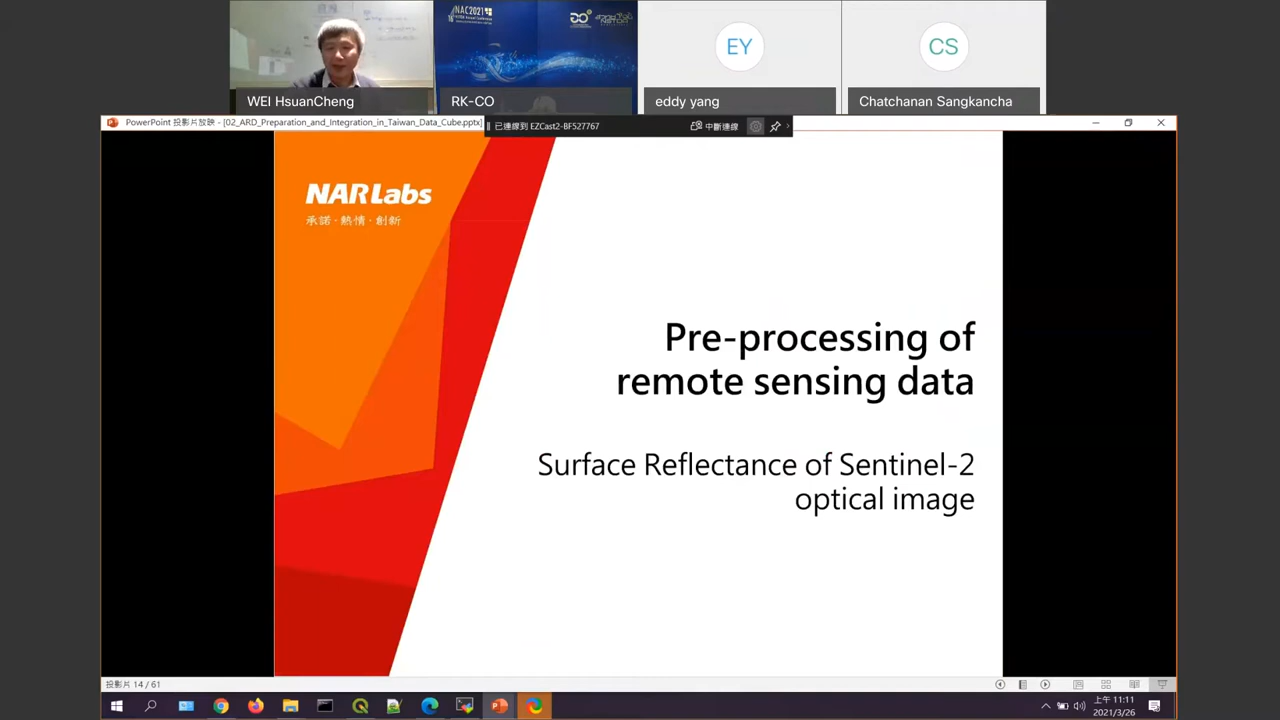 NAC2021
EY
CS
WEI HsuanCheng
RK-CO
eddy yang
Chatchanan Sangkancha
PowerPoint 投影片放映 - [02_ARD_Preparation_and_Integration_in_Taiwan_Data_Cube.pptx]
已連線到 EZCast2-BF527767
中斷連線
NARLabs
承諾·熱情·創新
Pre-processing of
remote sensing data
Surface Reflectance of Sentinel-2
optical image
投影片 14 / 61
上午 11:11
2021/3/26